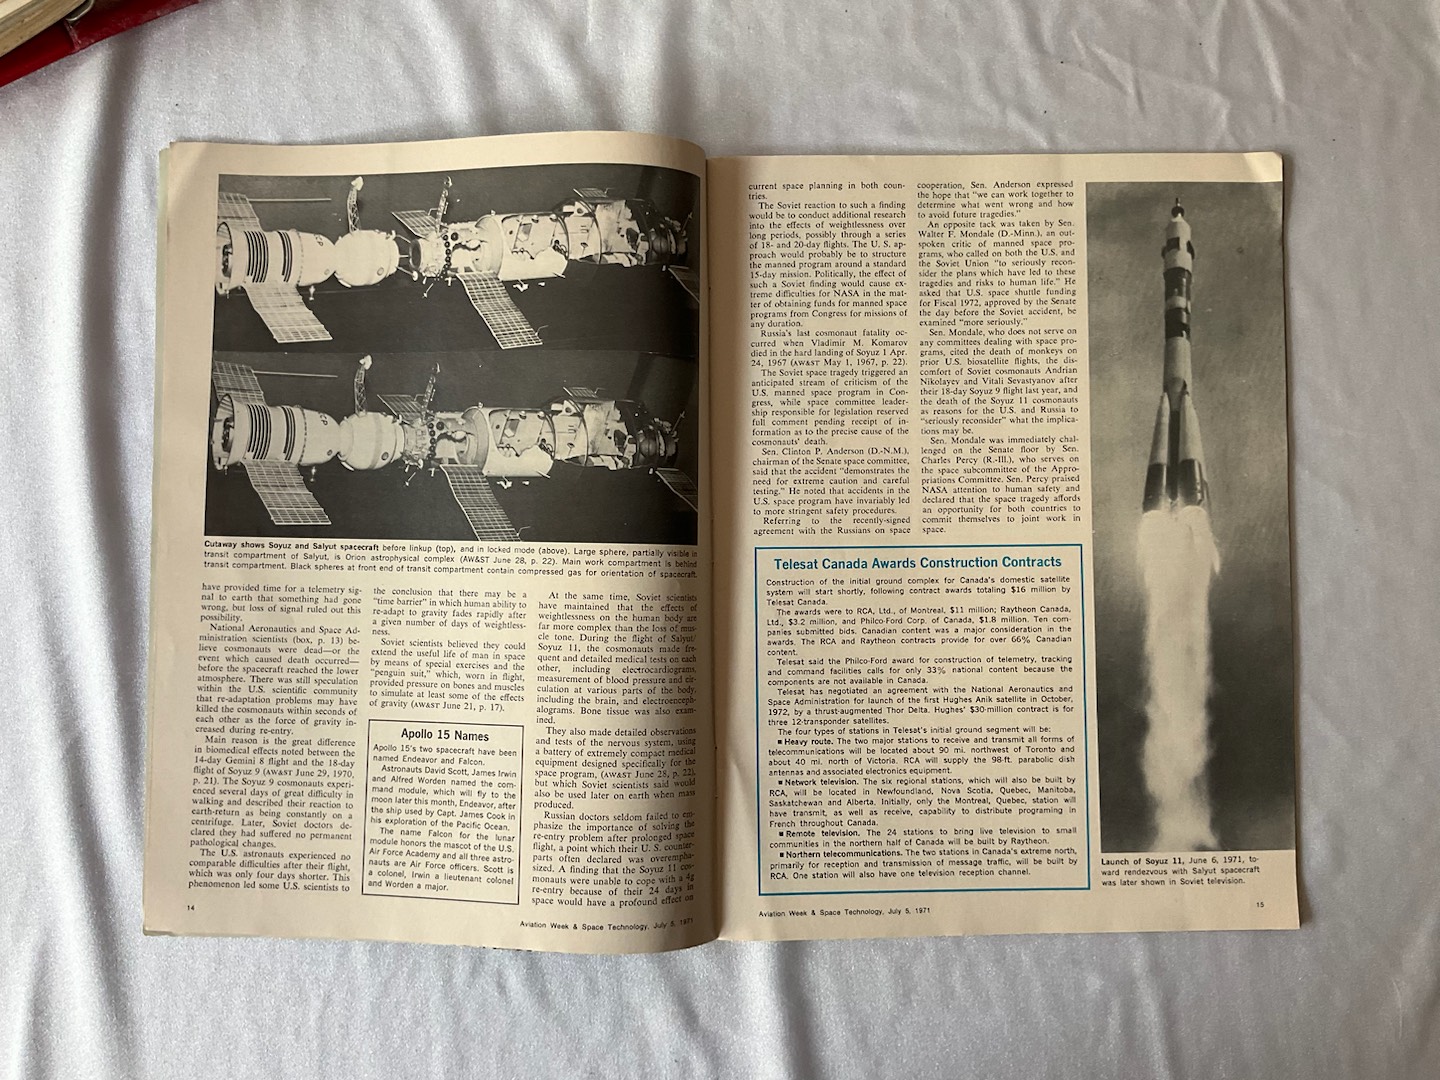 Cutaway shows Soyuz and Salyut spacecraft before linkup (top), and in locked mode (above). Large sphere, partially visible in
transit compartment of Salyut, is Orion astrophysical complex (AW&ST June 28, p. 22). Main work compartment is behind
transit compartment. Black spheres at front end of transit compartment contain compressed gas for orientation of spacecraft.
have provided time for a telemetry sig-
nal to earth that something had gone
wrong, but loss of signal ruled out this
possibility.
National Aeronautics and Space Ad-
ministration scientists (box, p. 13) be-
lieve cosmonauts were dead—or the
event which caused death occurred—
before the spacecraft reached the lower
atmosphere. There was still speculation
within the U.S. scientific community
that re-adaptation problems may have
killed the cosmonauts within seconds of
each other as the force of gravity in-
creased during re-entry.
Main reason is the great difference
in biomedical effects noted between the
14-day Gemini 8 flight and the 18-day
flight of Soyuz 9 (AW&ST June 29, 1970,
p. 21). The Soyuz 9 cosmonauts experi-
enced several days of great difficulty in
walking and described their reaction to
earth-return as being constantly on a
centrifuge. Later, Soviet doctors de-
clared they had suffered no permanent
pathological changes.
The U.S. astronauts experienced no
comparable difficulties after their flight,
which was only four days shorter. This
phenomenon led some U.S. scientists to
the conclusion that there may be a
"time barrier" in which human ability to
re-adapt to gravity fades rapidly after
a given number of days of weightless-
ness.
Soviet scientists believed they could
extend the useful life of man in space
by means of special exercises and the
"penguin suit," which, worn in flight,
provided pressure on bones and muscles
to simulate at least some of the effects
of gravity (AW&ST June 21, p. 17).
Apollo 15 Names
Apollo 15's two spacecraft have been
named Endeavor and Falcon.
Astronauts David Scott, James Irwin
and Alfred Worden named the com-
mand module, which will fly to the
moon later this month, Endeavor, after
the ship used by Capt. James Cook in
his exploration of the Pacific Ocean.
The name Falcon for the lunar
module honors the mascot of the U.S.
Air Force Academy and all three astro-
nauts are Air Force officers. Scott is
a colonel, Irwin a lieutenant colonel
and Worden a major.
At the same time, Soviet scientists
have maintained that the effects of
weightlessness on the human body are
far more complex than the loss of mus-
cle tone. During the flight of Salyut/
Soyuz 11, the cosmonauts made fre-
quent and detailed medical tests on each
other, including electrocardiograms,
measurement of blood pressure and cir-
culation at various parts of the body,
including the brain, and electroenceph-
alograms. Bone tissue was also exam-
ined.
They also made detailed observations
and tests of the nervous system, using
a battery of extremely compact medical
equipment designed specifically for the
space program, (AW&ST June 28, p. 22),
but which Soviet scientists said would
also be used later on earth when mass
produced.
Russian doctors seldom failed to em-
phasize the importance of solving the
re-entry problem after prolonged space
flight, a point which their U. S. counter-
parts often declared was overempha-
sized. A finding that the Soyuz 11 cos-
monauts were unable to cope with a 4g
re-entry because of their 24 days in
space would have a profound effect on
14
Aviation Week & Space Technology, July 5, 1971
current space planning in both coun-
tries.
The Soviet reaction to such a finding
would be to conduct additional research
into the effects of weightlessness over
long periods, possibly through a series
of 18- and 20-day flights. The U. S. ap-
proach would probably be to structure
the manned program around a standard
15-day mission. Politically, the effect of
such a Soviet finding would cause ex-
treme difficulties for NASA in the mat-
ter of obtaining funds for manned space
programs from Congress for missions of
any duration.
Russia's last cosmonaut fatality oc-
curred when Vladimir M. Komarov
died in the hard landing of Soyuz 1 Apr.
24, 1967 (AW&ST May 1, 1967, p. 22).
The Soviet space tragedy triggered an
anticipated stream of criticism of the
U.S. manned space program in Con-
gress, while space committee leader-
ship responsible for legislation reserved
full comment pending receipt of in-
formation as to the precise cause of the
cosmonauts' death.
Sen. Clinton P. Anderson (D.-N.M.),
chairman of the Senate space committee,
said that the accident "demonstrates the
need for extreme caution and careful
testing." He noted that accidents in the
U.S. space program have invariably led
to more stringent safety procedures.
Referring to the recently-signed
agreement with the Russians on space
cooperation, Sen. Anderson expressed
the hope that "we can work together to
determine what went wrong and how
to avoid future tragedies."
An opposite tack was taken by Sen.
Walter F. Mondale (D.-Minn.), an out-
spoken critic of manned space pro-
grams, who called on both the U.S. and
the Soviet Union "to seriously recon-
sider the plans which have led to these
tragedies and risks to human life." He
asked that U.S. space shuttle funding
for Fiscal 1972, approved by the Senate
the day before the Soviet accident, be
examined "more seriously."
Sen. Mondale, who does not serve on
any committees dealing with space pro-
grams, cited the death of monkeys on
prior U.S. biosatellite flights, the dis-
comfort of Soviet cosmonauts Andrian
Nikolayev and Vitali Sevastyanov after
their 18-day Soyuz 9 flight last year, and
the death of the Soyuz 11 cosmonauts
as reasons for the U.S. and Russia to
"seriously reconsider" what the implica-
tions may be.
Sen. Mondale was immediately chal-
lenged on the Senate floor by Sen.
Charles Percy (R.-Ill.), who serves on
the space subcommittee of the Appro-
priations Committee. Sen. Percy praised
NASA attention to human safety and
declared that the space tragedy affords
an opportunity for both countries to
commit themselves to joint work in
space.
Telesat Canada Awards Construction Contracts
Construction of the initial ground complex for Canada's domestic satellite
system will start shortly, following contract awards totaling $16 million by
Telesat Canada.
The awards were to RCA, Ltd., of Montreal, $11 million; Raytheon Canada,
Ltd., $3.2 million, and Philco-Ford Corp. of Canada, $1.8 million. Ten com-
panies submitted bids. Canadian content was a major consideration in the
awards. The RCA and Raytheon contracts provide for over 66% Canadian
content.
Telesat said the Philco-Ford award for construction of telemetry, tracking
and command facilities calls for only 33% national content because the
components are not available in Canada.
Telesat has negotiated an agreement with the National Aeronautics and
Space Administration for launch of the first Hughes Anik satellite in October,
1972, by a thrust-augmented Thor Delta. Hughes' $30-million contract is for
three 12-transponder satellites.
The four types of stations in Telesat's initial ground segment will be:
■ Heavy route. The two major stations to receive and transmit all forms of
telecommunications will be located about 90 mi. northwest of Toronto and
about 40 mi. north of Victoria. RCA will supply the 98-ft. parabolic dish
antennas and associated electronics equipment.
■ Network television. The six regional stations, which will also be built by
RCA, will be located in Newfoundland, Nova Scotia, Quebec, Manitoba,
Saskatchewan and Alberta. Initially, only the Montreal, Quebec, station will
have transmit, as well as receive, capability to distribute programing in
French throughout Canada.
■ Remote television. The 24 stations to bring live television to small
communities in the northern half of Canada will be built by Raytheon.
■ Northern telecommunications. The two stations in Canada's extreme north,
primarily for reception and transmission of message traffic, will be built by
RCA. One station will also have one television reception channel.
Launch of Soyuz 11, June 6, 1971, to-
ward rendezvous with Salyut spacecraft
was later shown in Soviet television.
Aviation Week & Space Technology, July 5, 1971
15